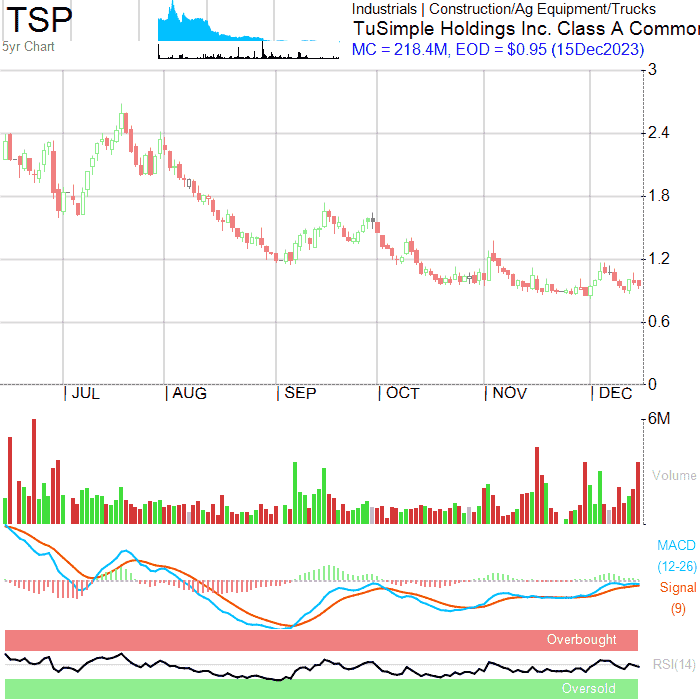 TSP
5yr Chart
Industrials | Construction/Ag Equipment/Trucks
TuSimple Holdings Inc. Class A Commo
MC = 218.4M, EOD = $0.95 (15Dec2023)
3
2.4
1.8
1.2
0.6
0
| JUL | AUG | SEP | OCT | NOV | DEC
6M
Volume
MACD
(12-26)
Signal
(9)
Overbought
RSI(14)
Oversold